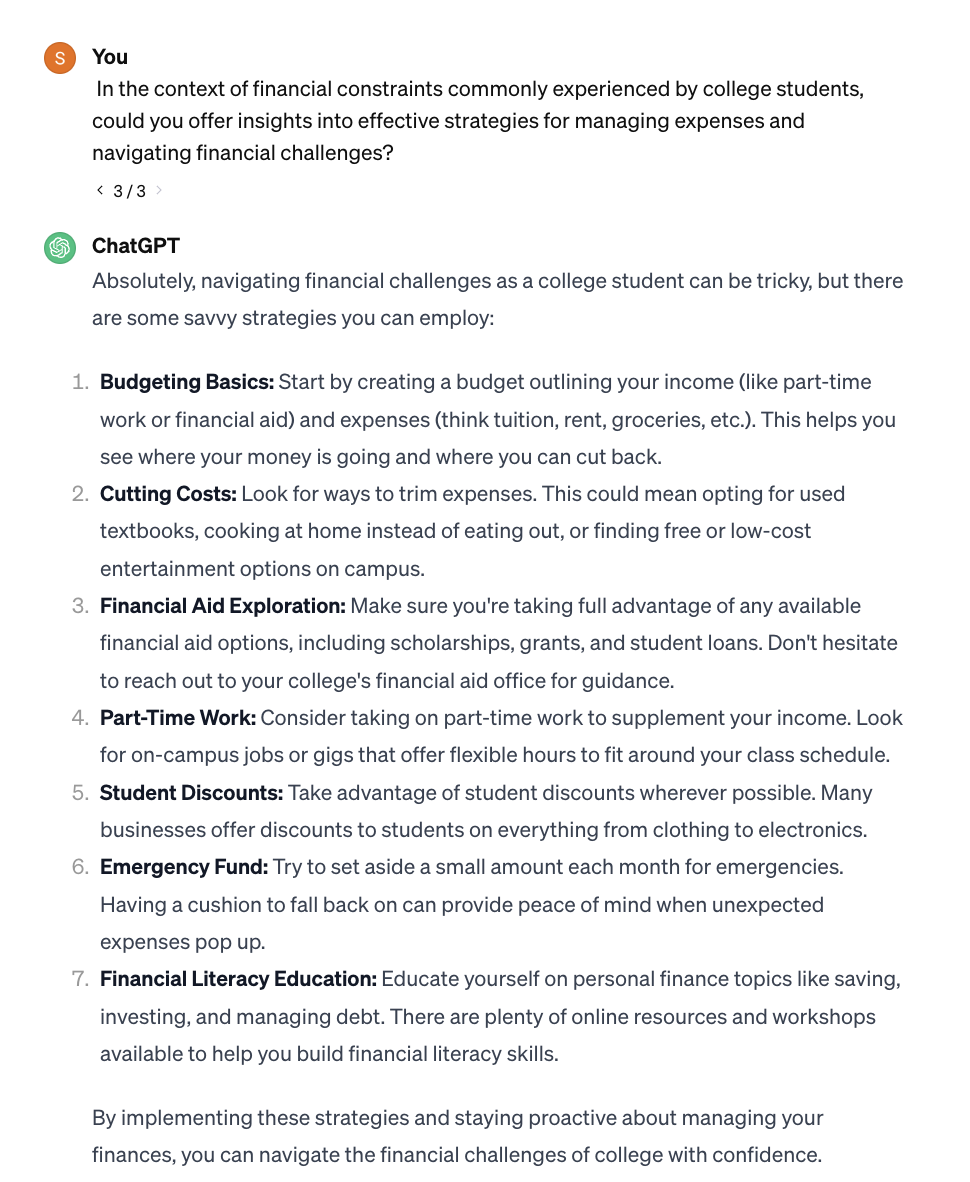 S
You
In the context of financial constraints commonly experienced by college students,
could you offer insights into effective strategies for managing expenses and
navigating financial challenges?
< 3 / 3 >
ChatGPT
Absolutely, navigating financial challenges as a college student can be tricky, but there
are some savvy strategies you can employ:
1. Budgeting Basics: Start by creating a budget outlining your income (like part-time
work or financial aid) and expenses (think tuition, rent, groceries, etc.). This helps you
see where your money is going and where you can cut back.
2. Cutting Costs: Look for ways to trim expenses. This could mean opting for used
textbooks, cooking at home instead of eating out, or finding free or low-cost
entertainment options on campus.
3. Financial Aid Exploration: Make sure you're taking full advantage of any available
financial aid options, including scholarships, grants, and student loans. Don't hesitate
to reach out to your college's financial aid office for guidance.
4. Part-Time Work: Consider taking on part-time work to supplement your income. Look
for on-campus jobs or gigs that offer flexible hours to fit around your class schedule.
5. Student Discounts: Take advantage of student discounts wherever possible. Many
businesses offer discounts to students on everything from clothing to electronics.
6. Emergency Fund: Try to set aside a small amount each month for emergencies.
Having a cushion to fall back on can provide peace of mind when unexpected
expenses pop up.
7. Financial Literacy Education: Educate yourself on personal finance topics like saving,
investing, and managing debt. There are plenty of online resources and workshops
available to help you build financial literacy skills.
By implementing these strategies and staying proactive about managing your
finances, you can navigate the financial challenges of college with confidence.